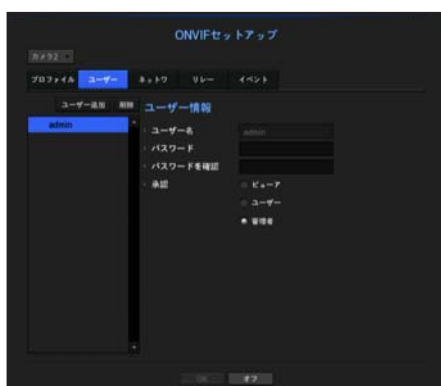 ONVIFセットアップ
カメラ2
プロファイル ユーザー ネットワ リレー イベント
ユーザー追加 削除 ユーザー情報
admin
ユーザー名 admin
パスワード
パスワードを確認
承認 ビューア
ユーザー
管理者
OK オフ